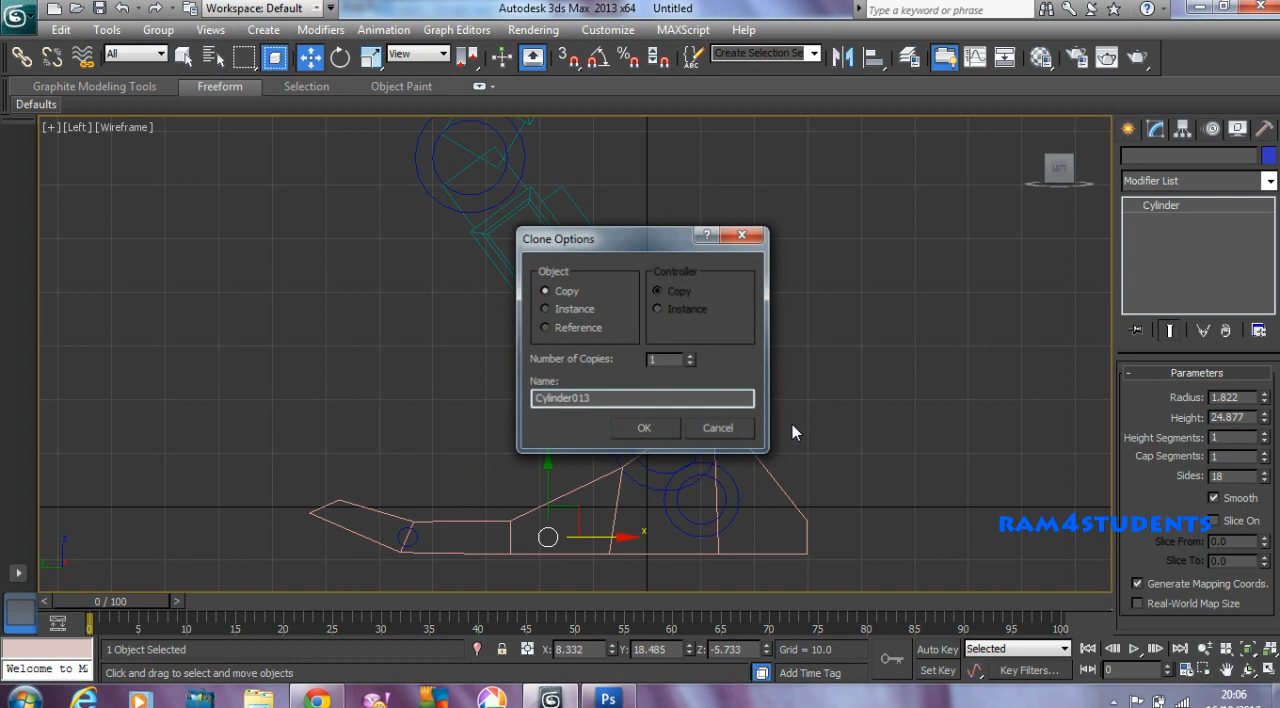 Workspace: Default
Autodesk 3ds Max 2013 x64
Untitled
Type a keyword or phrase
Edit Tools Group Views Create Modifiers Animation Graph Editors Rendering Customize MAXScript Help
All
View
Create Selection Se
Graphite Modeling Tools Freeform Selection Object Paint
Defaults
[+] [Left] [Wireframe]
LEFT
Modifier List
Cylinder
Clone Options
Object
Copy
Instance
Reference
Controller
Copy
Instance
Number of Copies: 1
Name:
Cylinder013
OK Cancel
x
z
Parameters
Radius: 1.822
Height: 24.877
Height Segments: 1
Cap Segments: 1
Sides: 18
Smooth
Slice On
Slice From: 0.0
Slice To: 0.0
Generate Mapping Coords.
Real-World Map Size
RAM4STUDENTS
0 / 100
0 5 10 15 20 25 30 35 40 45 50 55 60 65 70 75 80 85 90 95 100
1 Object Selected
X: 8.332 Y: 18.485 Z: -5.733 Grid = 10.0
Auto Key Selected
Welcome to M
Click and drag to select and move objects
Add Time Tag
Set Key Key Filters... 0
Ps
20:06